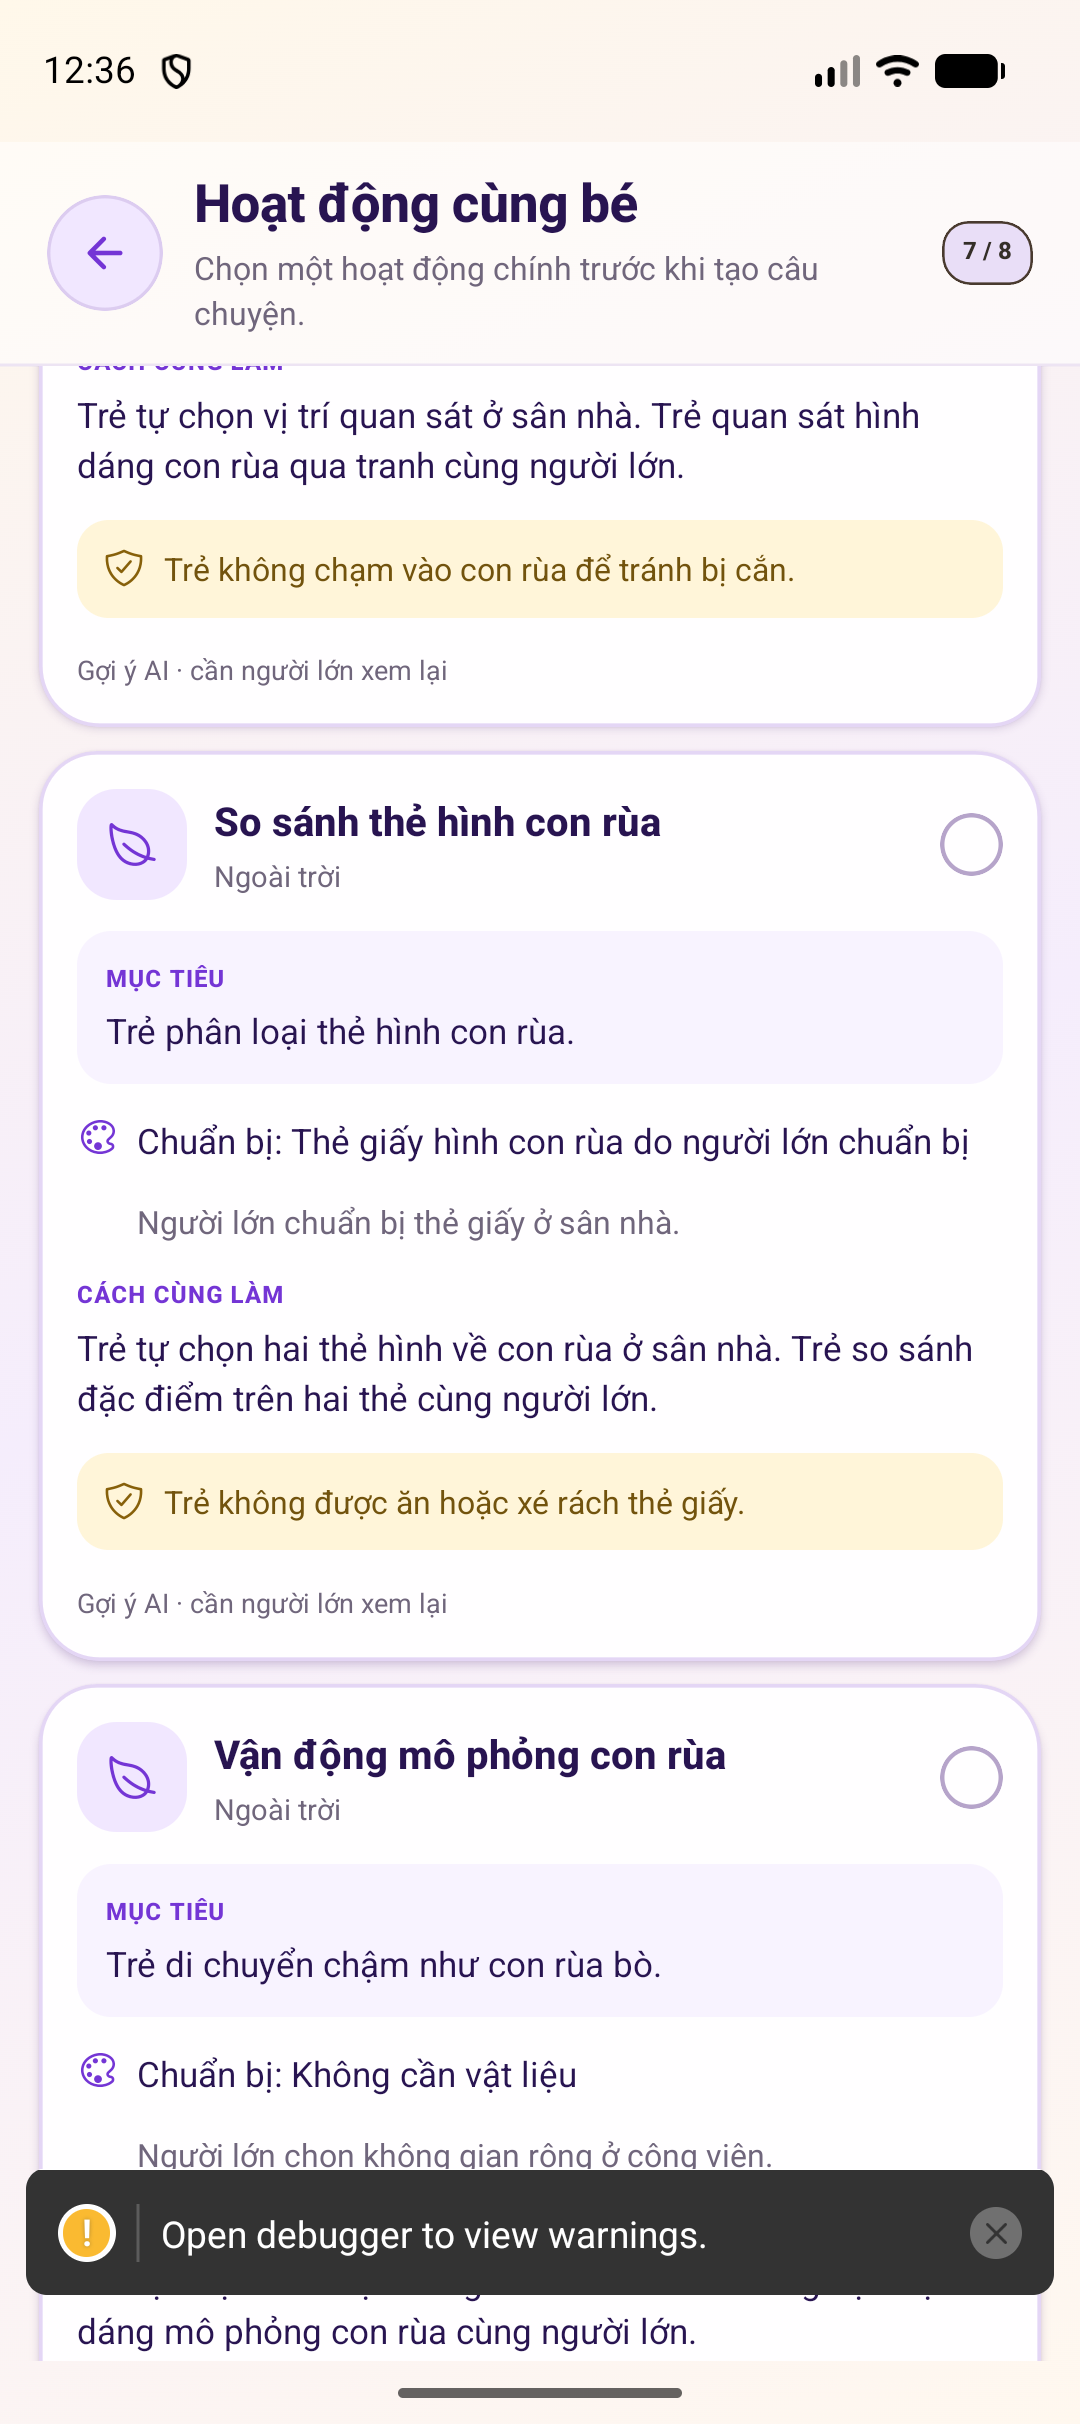 12:36
Hoạt động cùng bé
Chọn một hoạt động chính trước khi tạo câu
chuyện.
7 / 8
CÁCH CÙNG LÀM
Trẻ tự chọn vị trí quan sát ở sân nhà. Trẻ quan sát hình
dáng con rùa qua tranh cùng người lớn.
Trẻ không chạm vào con rùa để tránh bị cắn.
Gợi ý AI · cần người lớn xem lại
So sánh thẻ hình con rùa
Ngoài trời
MỤC TIÊU
Trẻ phân loại thẻ hình con rùa.
Chuẩn bị: Thẻ giấy hình con rùa do người lớn chuẩn bị
Người lớn chuẩn bị thẻ giấy ở sân nhà.
CÁCH CÙNG LÀM
Trẻ tự chọn hai thẻ hình về con rùa ở sân nhà. Trẻ so sánh
đặc điểm trên hai thẻ cùng người lớn.
Trẻ không được ăn hoặc xé rách thẻ giấy.
Gợi ý AI · cần người lớn xem lại
Vận động mô phỏng con rùa
Ngoài trời
MỤC TIÊU
Trẻ di chuyển chậm như con rùa bò.
Chuẩn bị: Không cần vật liệu
Người lớn chọn không gian rộng ở công viên.
Open debugger to view warnings.
dáng mô phỏng con rùa cùng người lớn.